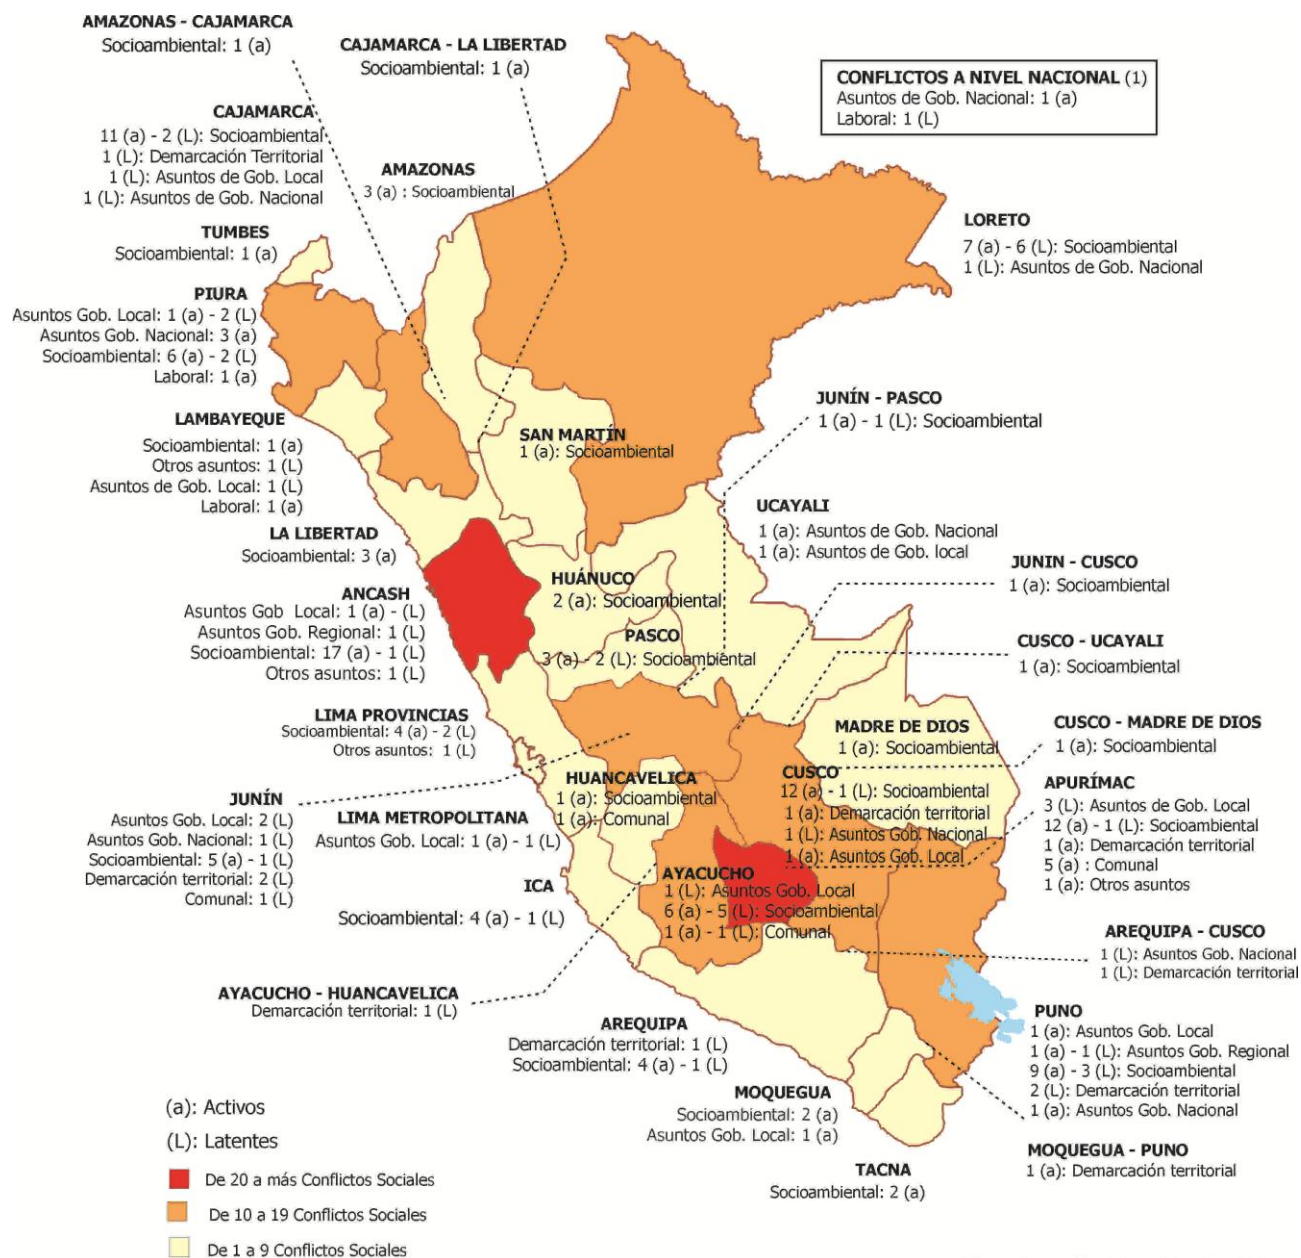 AMAZONAS - CAJAMARCA
Socioambiental: 1 (a)
CAJAMARCA - LA LIBERTAD
Socioambiental: 1 (a)
CONFLICTOS A NIVEL NACIONAL (1)
Asuntos de Gob. Nacional: 1 (a)
Laboral: 1 (L)
CAJAMARCA
11 (a) - 2 (L): Socioambiental
1 (L): Demarcación Territorial
1 (L): Asuntos de Gob. Local
1 (L): Asuntos de Gob. Nacional
AMAZONAS
3 (a) : Socioambiental
LORETO
7 (a) - 6 (L): Socioambiental
1 (L): Asuntos de Gob. Nacional
TUMBES
Socioambiental: 1 (a)
PIURA
Asuntos Gob. Local: 1 (a) - 2 (L)
Asuntos Gob. Nacional: 3 (a)
Socioambiental: 6 (a) - 2 (L)
Laboral: 1 (a)
LAMBAYEQUE
Socioambiental: 1 (a)
Otros asuntos: 1 (L)
Asuntos de Gob. Local: 1 (L)
Laboral: 1 (a)
SAN MARTÍN
1 (a): Socioambiental
JUNÍN - PASCO
1 (a) - 1 (L): Socioambiental
UCAYALI
1 (a): Asuntos de Gob. Nacional
1 (a): Asuntos de Gob. local
LA LIBERTAD
Socioambiental: 3 (a)
HUÁNUCO
2 (a): Socioambiental
JUNIN - CUSCO
1 (a): Socioambiental
ANCASH
Asuntos Gob Local: 1 (a) - (L)
Asuntos Gob. Regional: 1 (L)
Socioambiental: 17 (a) - 1 (L)
Otros asuntos: 1 (L)
PASCO
3 (a) - 2 (L): Socioambiental
CUSCO - UCAYALI
1 (a): Socioambiental
LIMA PROVINCIAS
Socioambiental: 4 (a) - 2 (L)
Otros asuntos: 1 (L)
MADRE DE DIOS
1 (a): Socioambiental
CUSCO - MADRE DE DIOS
1 (a): Socioambiental
HUANCAVELICA
1 (a): Socioambiental
1 (a): Comunal
CUSCO
12 (a) - 1 (L): Socioambiental
1 (a): Demarcación territorial
1 (L): Asuntos Gob. Nacional
1 (a): Asuntos Gob. Local
APURÍMAC
3 (L): Asuntos de Gob. Local
12 (a) - 1 (L): Socioambiental
1 (a): Demarcación territorial
5 (a) : Comunal
1 (a): Otros asuntos
JUNÍN
Asuntos Gob. Local: 2 (L)
Asuntos Gob. Nacional: 1 (L)
Socioambiental: 5 (a) - 1 (L)
Demarcación territorial: 2 (L)
Comunal: 1 (L)
LIMA METROPOLITANA
Asuntos Gob. Local: 1 (a) - 1 (L)
AYACUCHO
1 (L): Asuntos Gob. Local
6 (a) - 5 (L): Socioambiental
1 (a) - 1 (L): Comunal
ICA
Socioambiental: 4 (a) - 1 (L)
AREQUIPA - CUSCO
1 (L): Asuntos Gob. Nacional
1 (L): Demarcación territorial
AYACUCHO - HUANCAVELICA
Demarcación territorial: 1 (L)
AREQUIPA
Demarcación territorial: 1 (L)
Socioambiental: 4 (a) - 1 (L)
PUNO
1 (a): Asuntos Gob. Local
1 (a) - 1 (L): Asuntos Gob. Regional
9 (a) - 3 (L): Socioambiental
2 (L): Demarcación territorial
1 (a): Asuntos Gob. Nacional
MOQUEGUA
Socioambiental: 2 (a)
Asuntos Gob. Local: 1 (a)
MOQUEGUA - PUNO
1 (a): Demarcación territorial
TACNA
Socioambiental: 2 (a)
(a): Activos
(L): Latentes
De 20 a más Conflictos Sociales
De 10 a 19 Conflictos Sociales
De 1 a 9 Conflictos Sociales